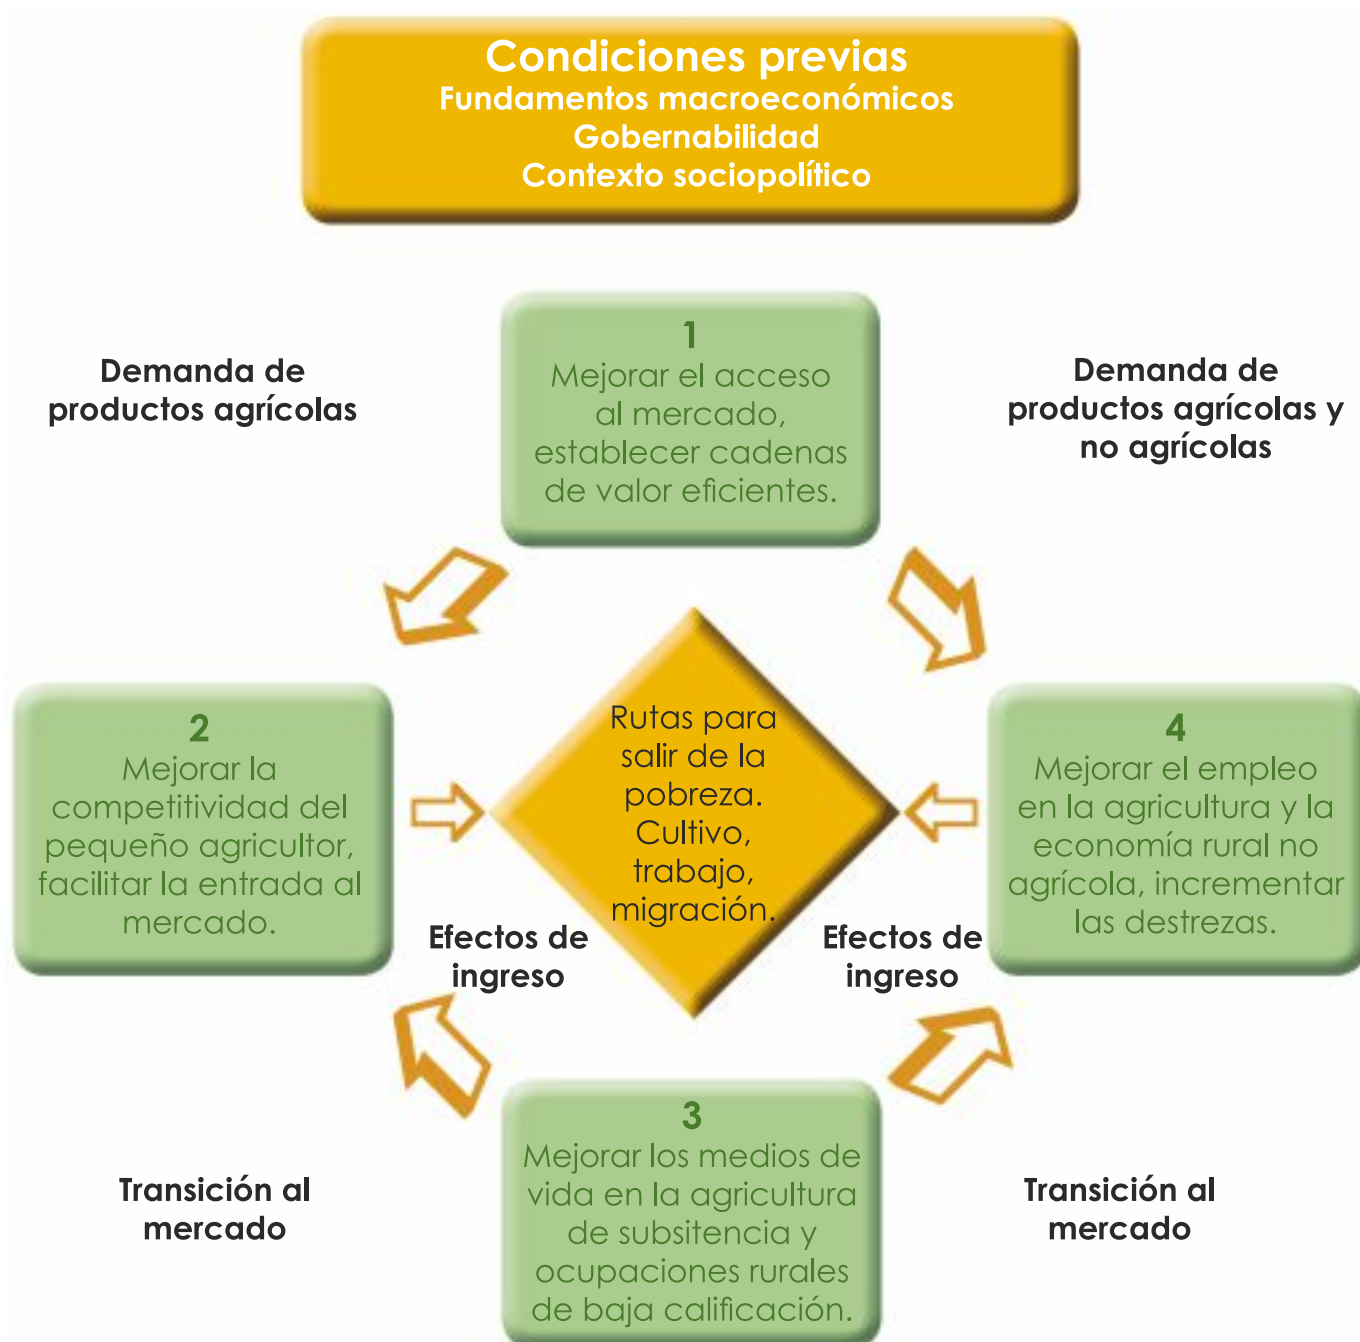 Condiciones previas
Fundamentos macroeconómicos
Gobernabilidad
Contexto sociopolítico
Demanda de
productos agrícolas
1
Mejorar el acceso
al mercado,
establecer cadenas
de valor eficientes.
Demanda de
productos agrícolas y
no agrícolas
2
Mejorar la
competitividad del
pequeño agricultor,
facilitar la entrada al
mercado.
Rutas para
salir de la
pobreza.
Cultivo,
trabajo,
migración.
4
Mejorar el empleo
en la agricultura y la
economía rural no
agrícola, incrementar
las destrezas.
Efectos de
ingreso
Efectos de
ingreso
Transición al
mercado
3
Mejorar los medios de
vida en la agricultura
de subsitencia y
ocupaciones rurales
de baja calificación.
Transición al
mercado